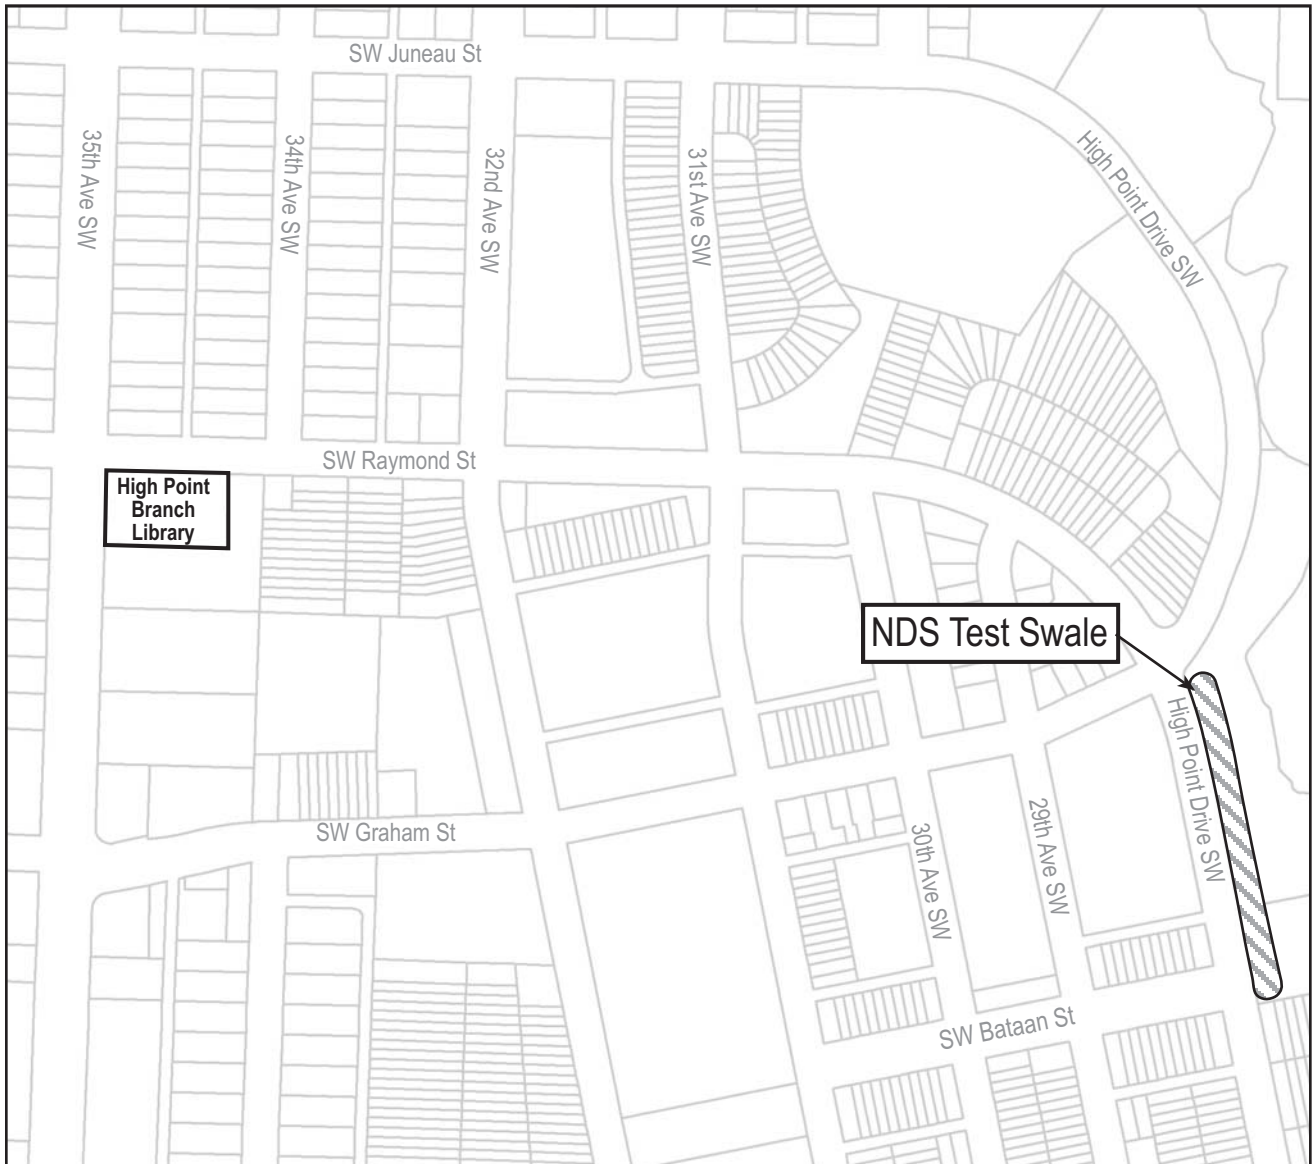 SW Juneau St
35th Ave SW
34th Ave SW
32nd Ave SW
31st Ave SW
High Point Drive SW
SW Raymond St
High Point
Branch
Library
NDS Test Swale
High Point Drive SW
SW Graham St
30th Ave SW
29th Ave SW
SW Bataan St